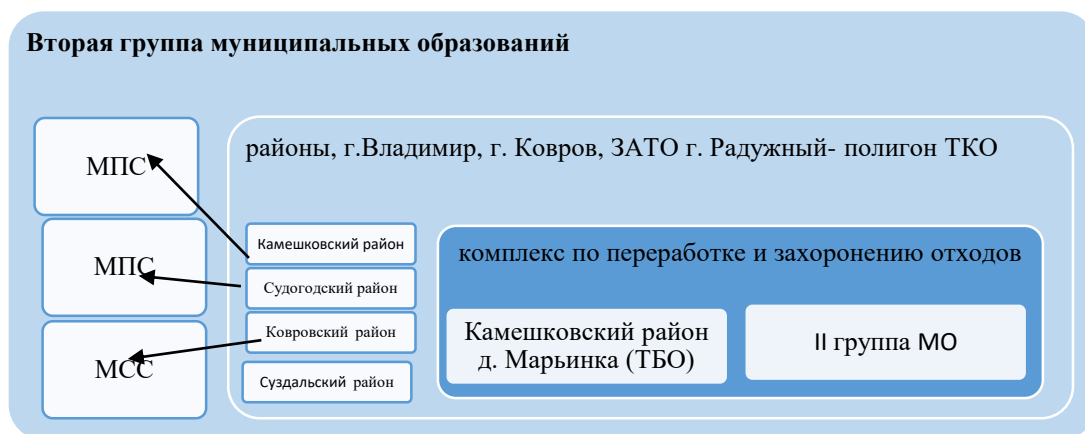 Вторая группа муниципальных образований
МПС
МПС
МСС
районы, г.Владимир, г. Ковров, ЗАТО г. Радужный- полигон ТКО
Камешковский район
Судогодский район
Ковровский район
Суздальский район
комплекс по переработке и захоронению отходов
Камешковский район
д. Марьинка (ТБО)
II группа МО